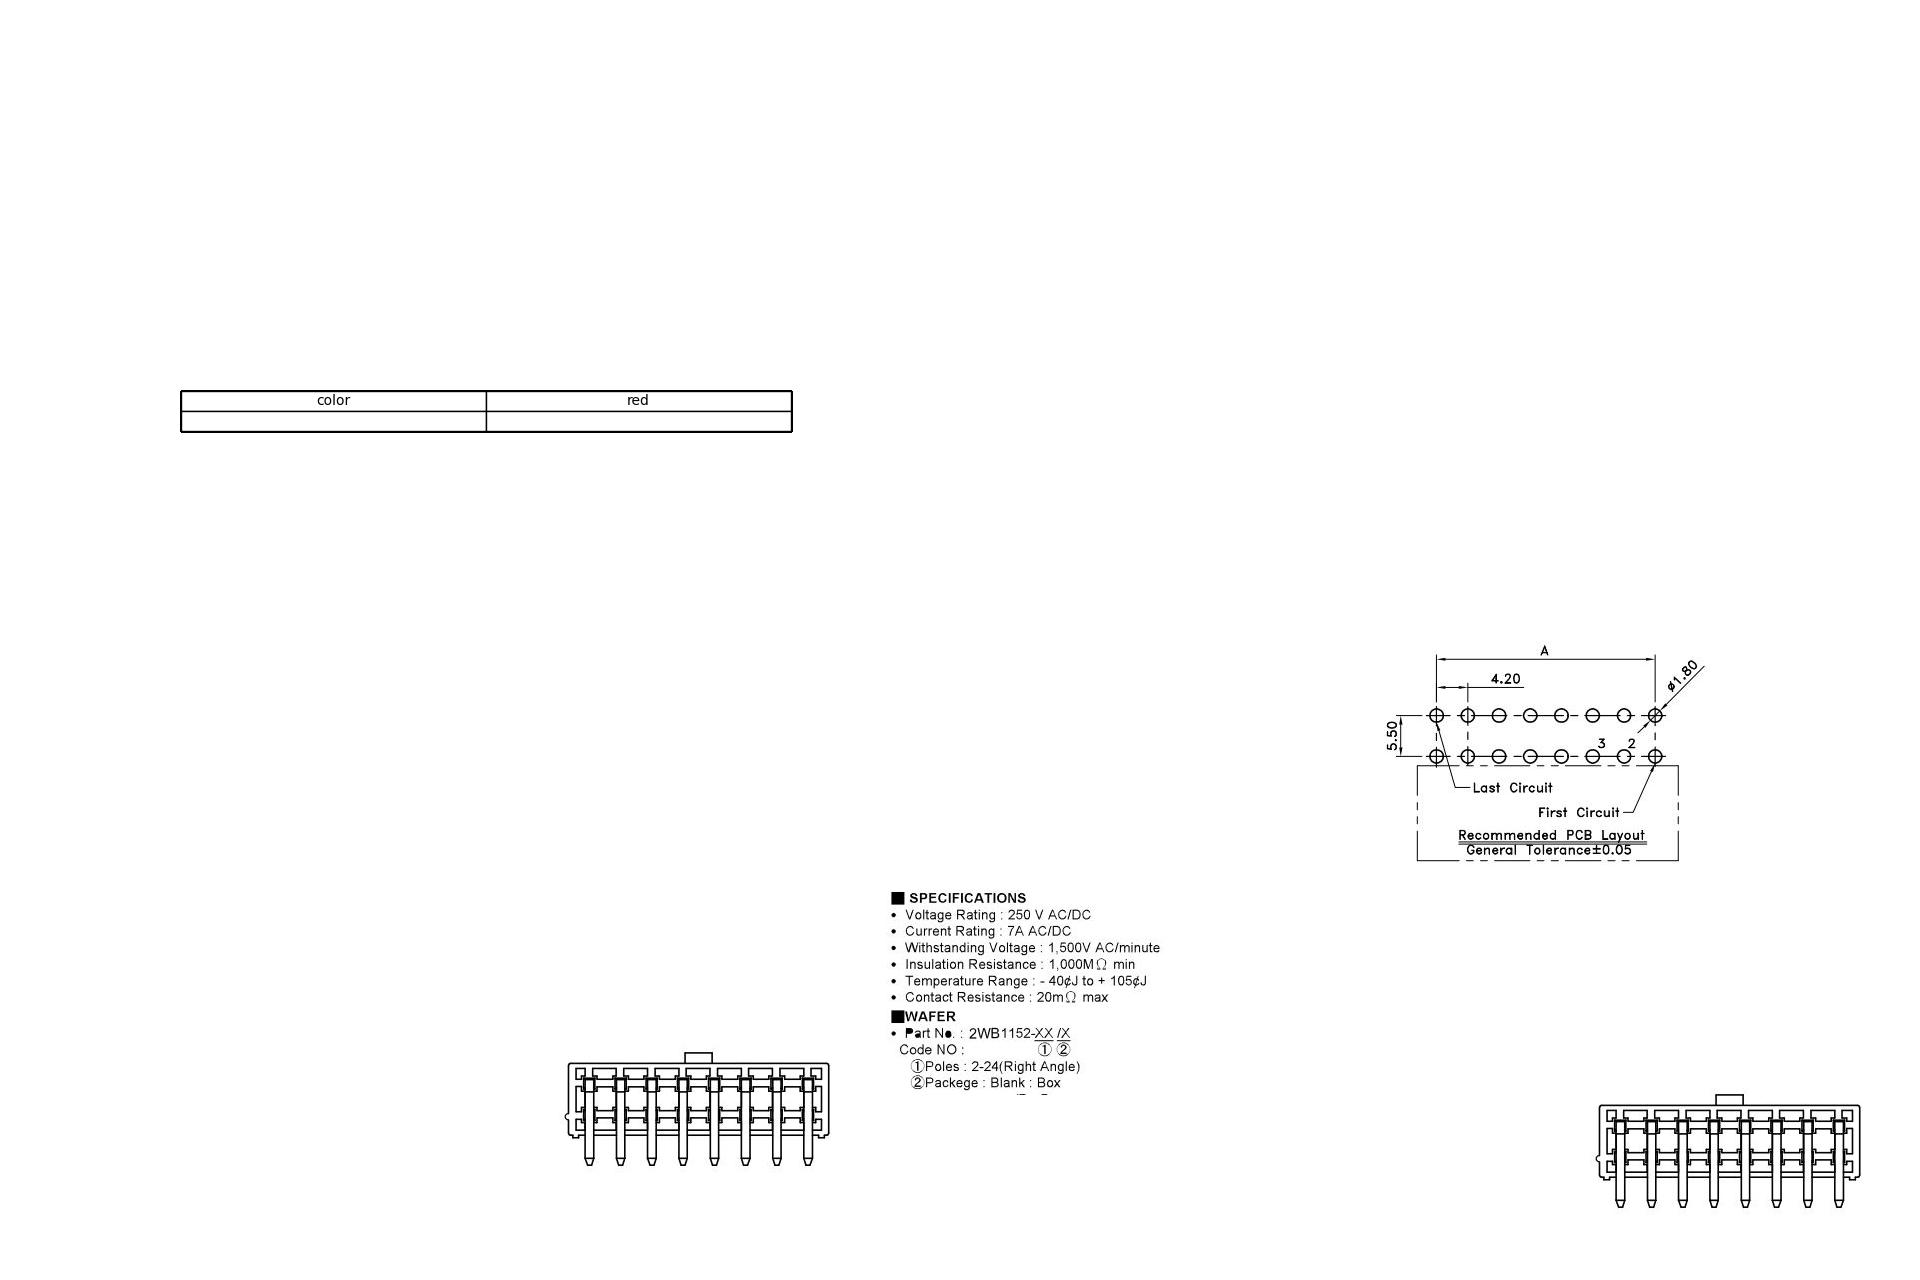 color red
A
4.20
ø1.80
5.50
3 2
Last Circuit
First Circuit
Recommended PCB Layout
General Tolerance±0.05
■ SPECIFICATIONS
• Voltage Rating : 250 V AC/DC
• Current Rating : 7A AC/DC
• Withstanding Voltage : 1,500V AC/minute
• Insulation Resistance : 1,000MΩ min
• Temperature Range : - 40¢J to + 105¢J
• Contact Resistance : 20mΩ max
■WAFER
• Part No. : 2WB1152-XX /X
Code NO : ① ②
①Poles : 2-24(Right Angle)
②Packege : Blank : Box